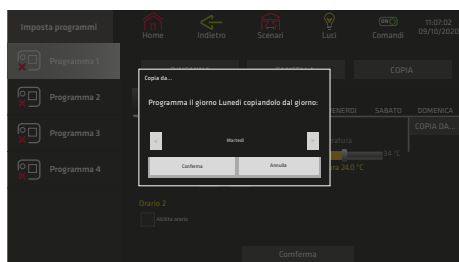 Imposta programmi
Home
Indietro
Scenari
Luci
ON
Comandi
11:07:02
09/10/2020
Programma 1
COPIA
Copia da...
Programma il giorno Lunedì copiandolo dal giorno:
Programma 2
VENERDI
SABATO
DOMENICA
COPIA DA...
Programma 3
<
Martedì
>
34 °C
24.0 °C
Conferma
Annulla
Programma 4
Orario 2
Abilita orario
Comferma